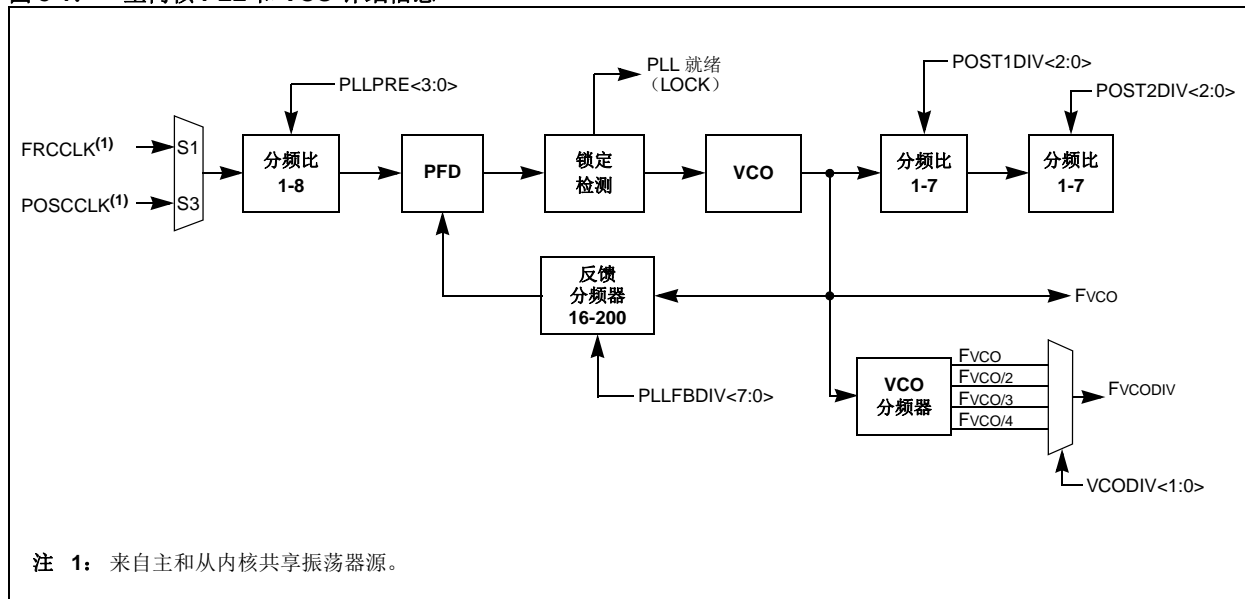 PLL 就绪
（LOCK）
POST1DIV<2:0>
PLLPRE<3:0>
POST2DIV<2:0>
FRCCLK(1)
S1
POSCCLK(1)
S3
分频比
1-8
PFD
锁定
检测
VCO
分频比
1-7
分频比
1-7
反馈
分频器
16-200
FVCO
PLLFBDIV<7:0>
VCO
分频器
FVCO
FVCO/2
FVCO/3
FVCO/4
FVCODIV
VCODIV<1:0>
注 1： 来自主和从内核共享振荡器源。